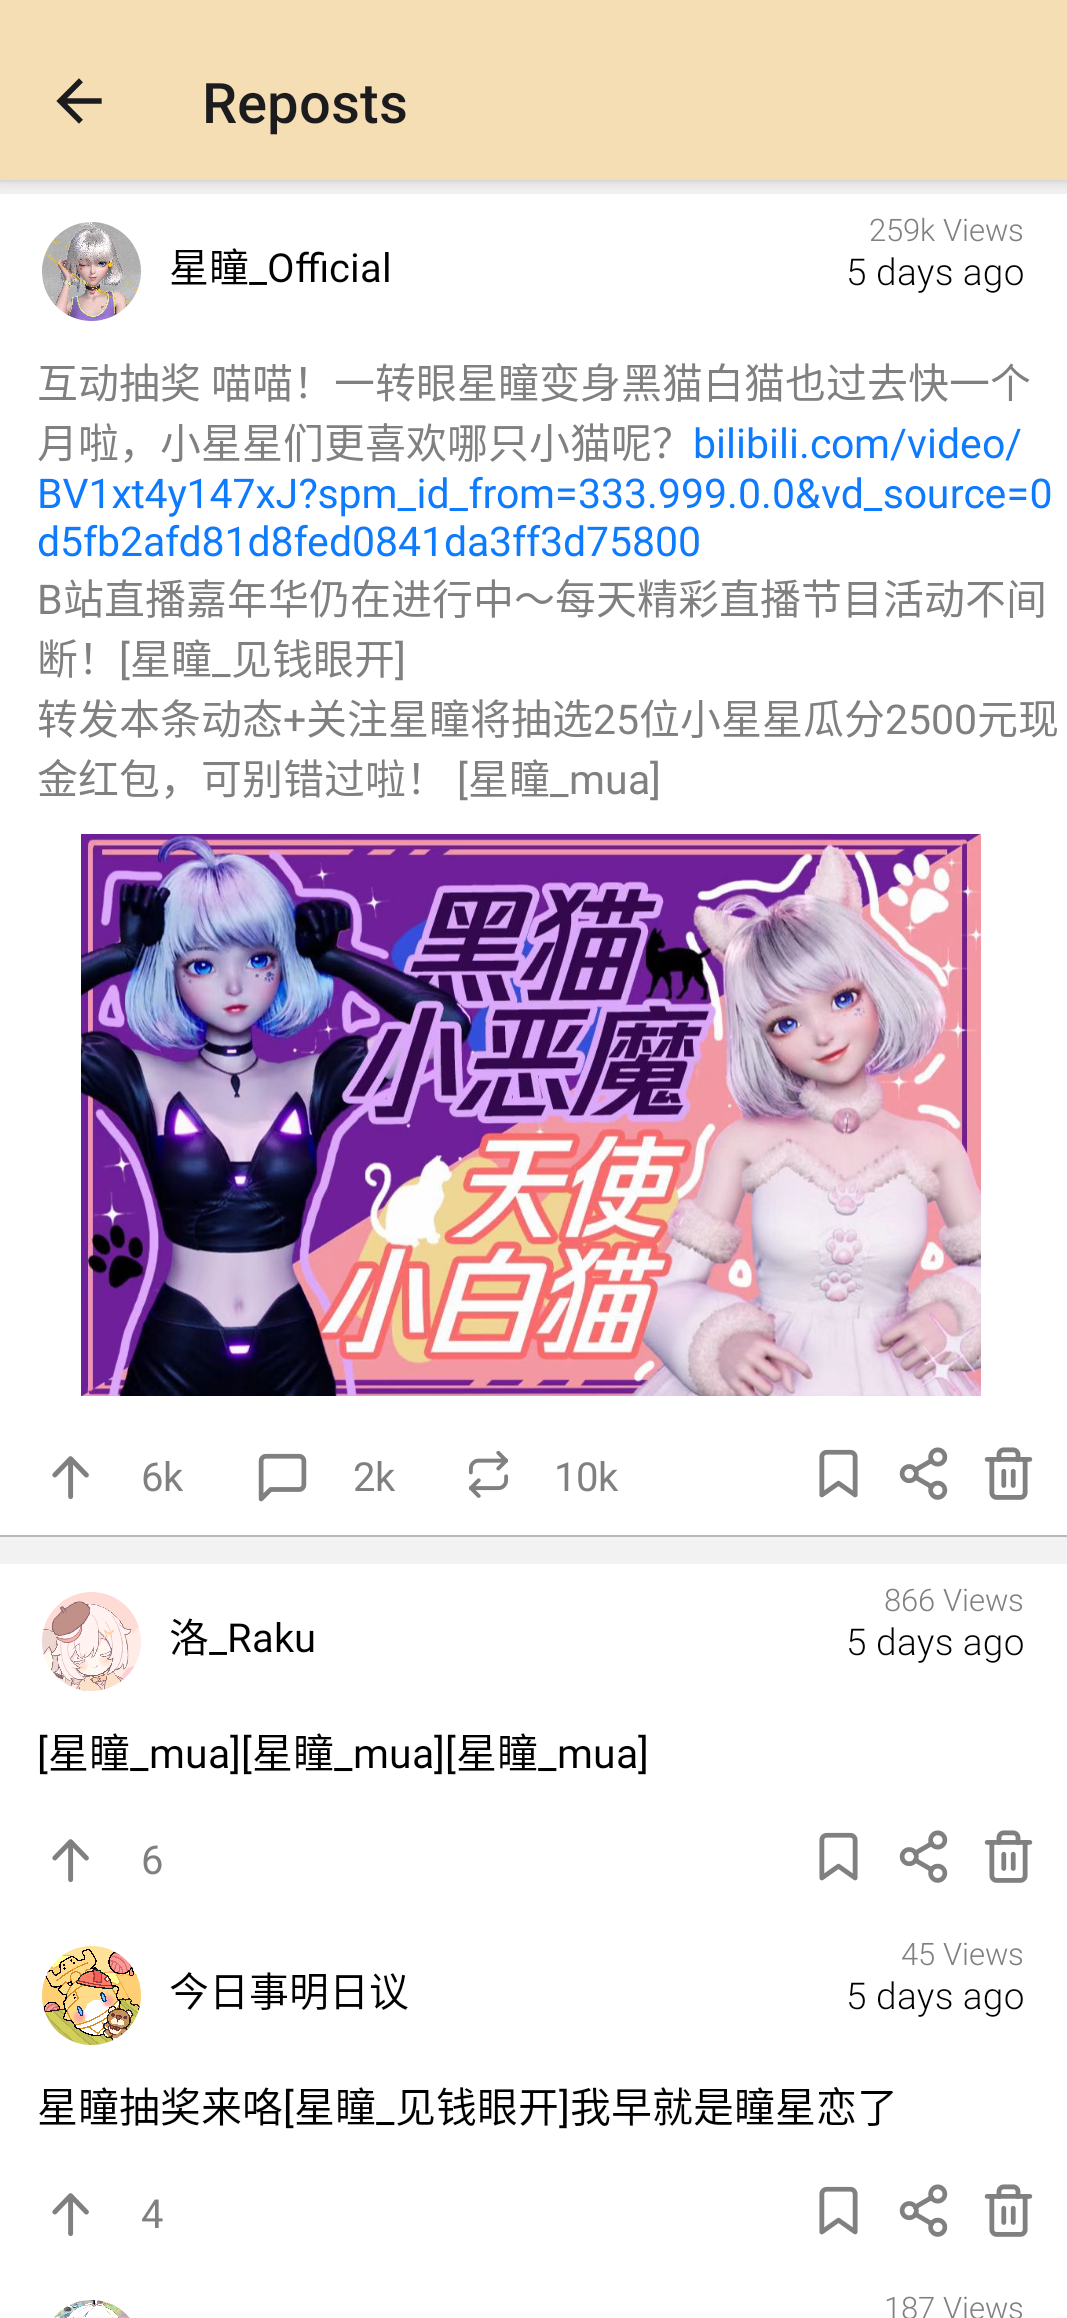 Reposts
星瞳_Official
259k Views
5 days ago
互动抽奖 喵喵！一转眼星瞳变身黑猫白猫也过去快一个
月啦，小星星们更喜欢哪只小猫呢？bilibili.com/video/
BV1xt4y147xJ?spm_id_from=333.999.0.0&vd_source=0
d5fb2afd81d8fed0841da3ff3d75800
B站直播嘉年华仍在进行中～每天精彩直播节目活动不间
断！[星瞳_见钱眼开]
转发本条动态+关注星瞳将抽选25位小星星瓜分2500元现
金红包，可别错过啦！ [星瞳_mua]
黑猫
小恶魔
天使
小白猫
6k
2k
10k
洛_Raku
866 Views
5 days ago
[星瞳_mua][星瞳_mua][星瞳_mua]
6
今日事明日议
45 Views
5 days ago
星瞳抽奖来咯[星瞳_见钱眼开]我早就是瞳星恋了
4
187 Views